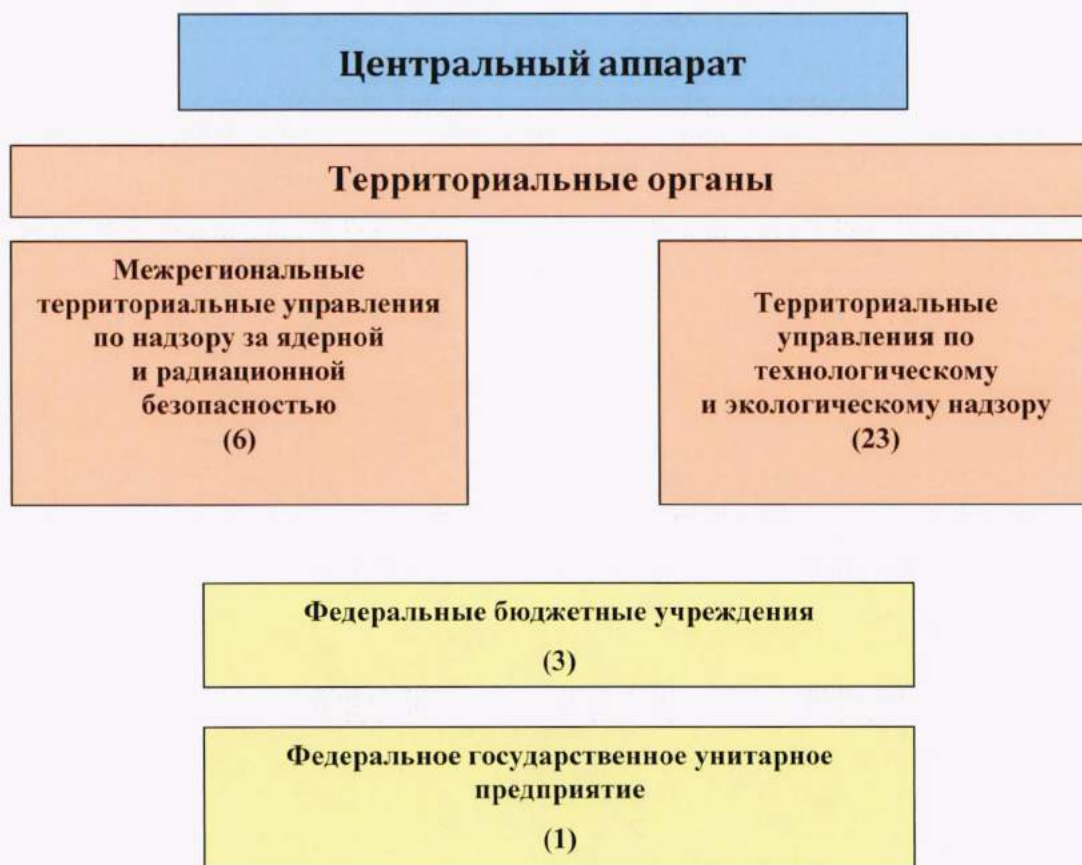 Центральный аппарат
Территориальные органы
Межрегиональные
территориальные управления
по надзору за ядерной
и радиационной
безопасностью
(6)
Территориальные
управления по
технологическому
и экологическому надзору
(23)
Федеральные бюджетные учреждения
(3)
Федеральное государственное унитарное
предприятие
(1)